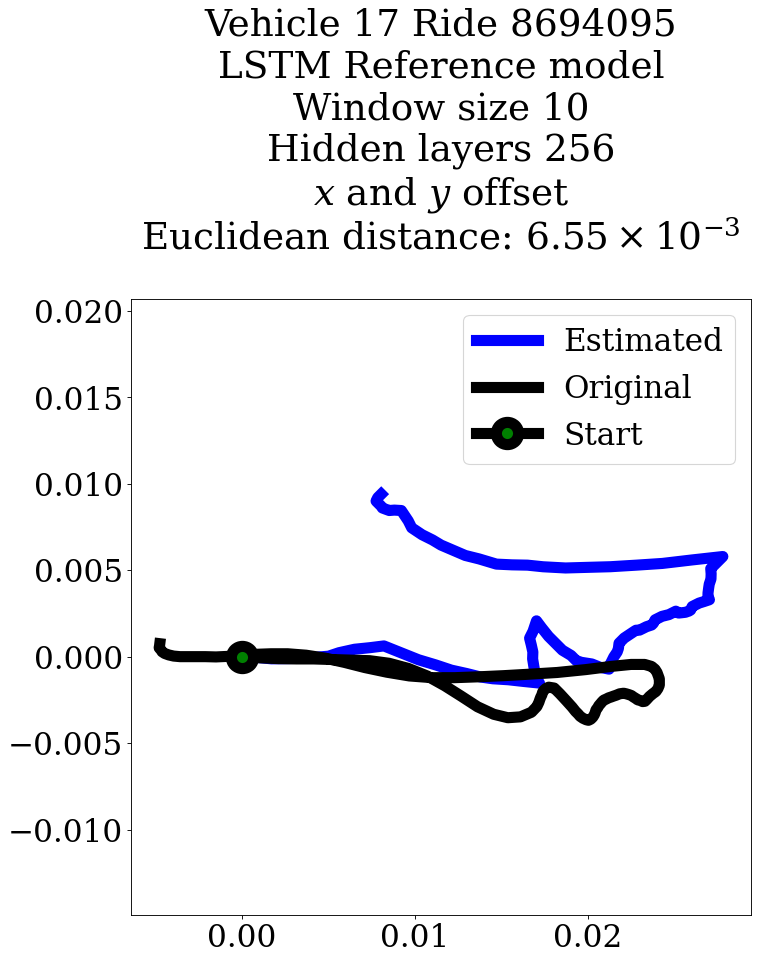 Vehicle 17 Ride 8694095
LSTM Reference model
Window size 10
Hidden layers 256
x and y offset
Euclidean distance: 6.55 × 10⁻³
Estimated
Original
Start
0.020
0.015
0.010
0.005
0.000
−0.005
−0.010
0.00 0.01 0.02